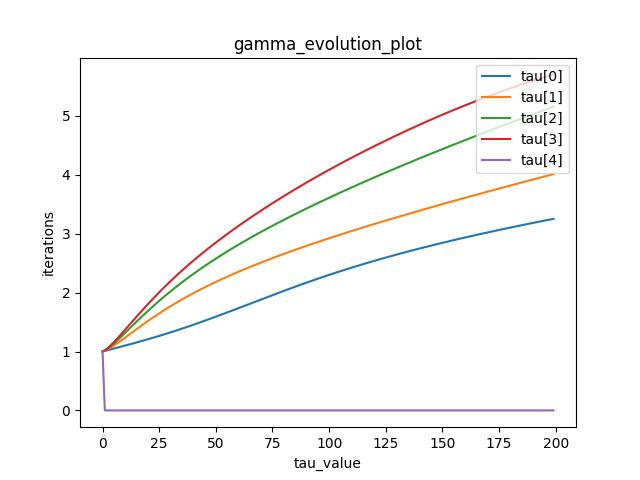 gamma_evolution_plot
tau[0]
tau[1]
tau[2]
tau[3]
tau[4]
iterations
5
4
3
2
1
0
0 25 50 75 100 125 150 175 200
tau_value